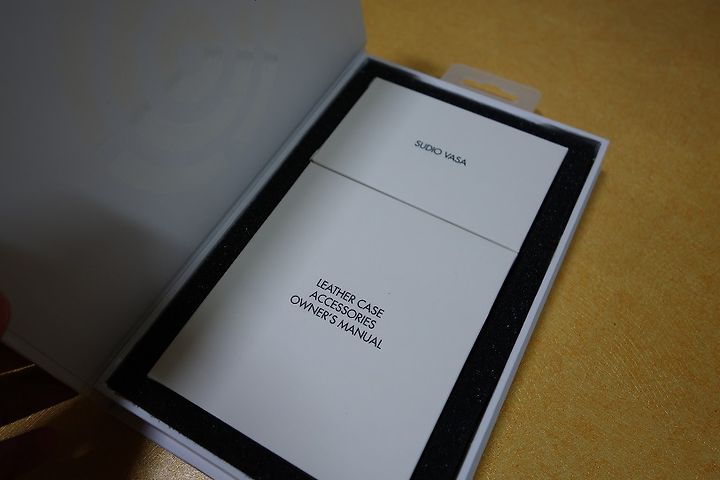 SUDIO VASA
LEATHER CASE
ACCESSORIES
OWNER'S MANUAL